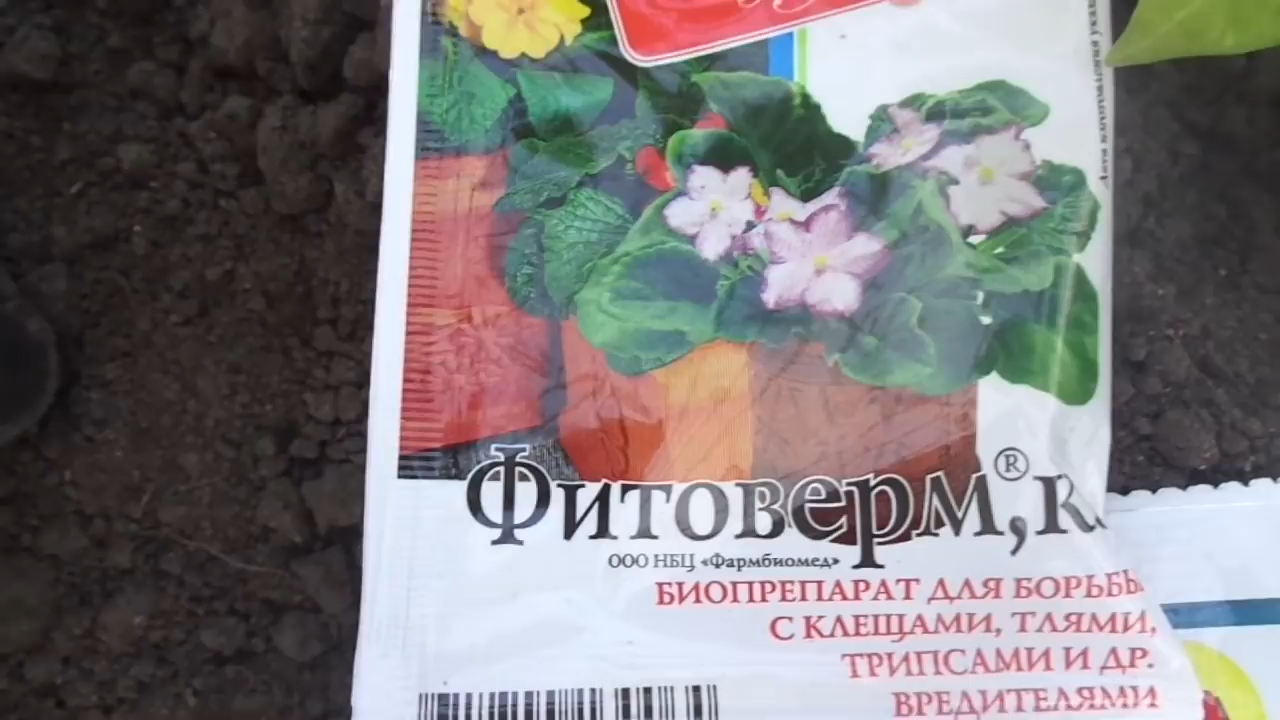 Фитоверм®, к.
ООО НБЦ «Фармбиомед»
БИОПРЕПАРАТ ДЛЯ БОРЬБЫ
С КЛЕЩАМИ, ТЛЯМИ,
ТРИПСАМИ И ДР.
ВРЕДИТЕЛЯМИ